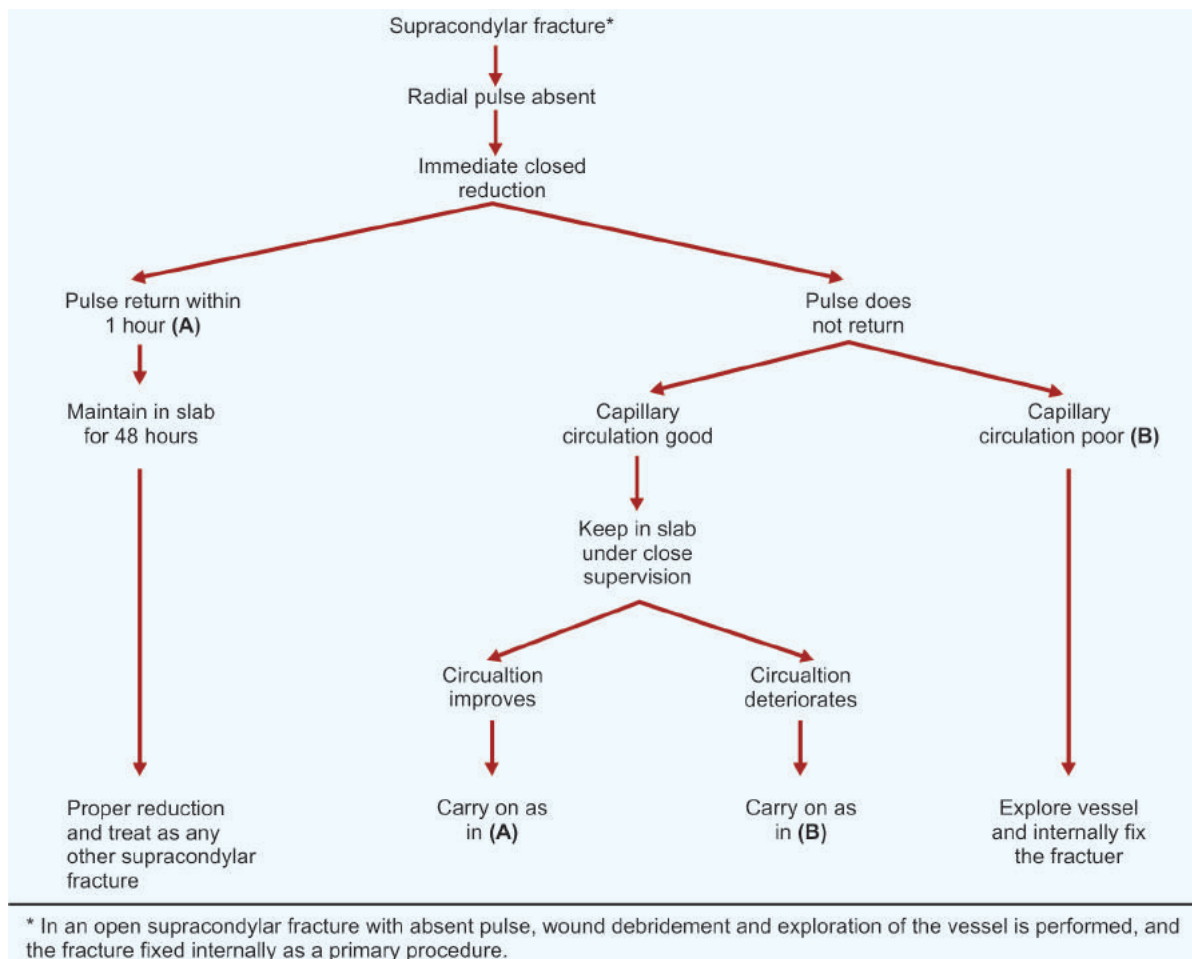 Supracondylar fracture*
Radial pulse absent
Immediate closed
reduction
Pulse return within
1 hour (A)
Pulse does
not return
Maintain in slab
for 48 hours
Capillary
circulation good
Capillary
circulation poor (B)
Keep in slab
under close
supervision
Circualtion
improves
Circualtion
deteriorates
Proper reduction
and treat as any
other supracondylar
fracture
Carry on as
in (A)
Carry on as
in (B)
Explore vessel
and internally fix
the fractuer
* In an open supracondylar fracture with absent pulse, wound debridement and exploration of the vessel is performed, and
the fracture fixed internally as a primary procedure.